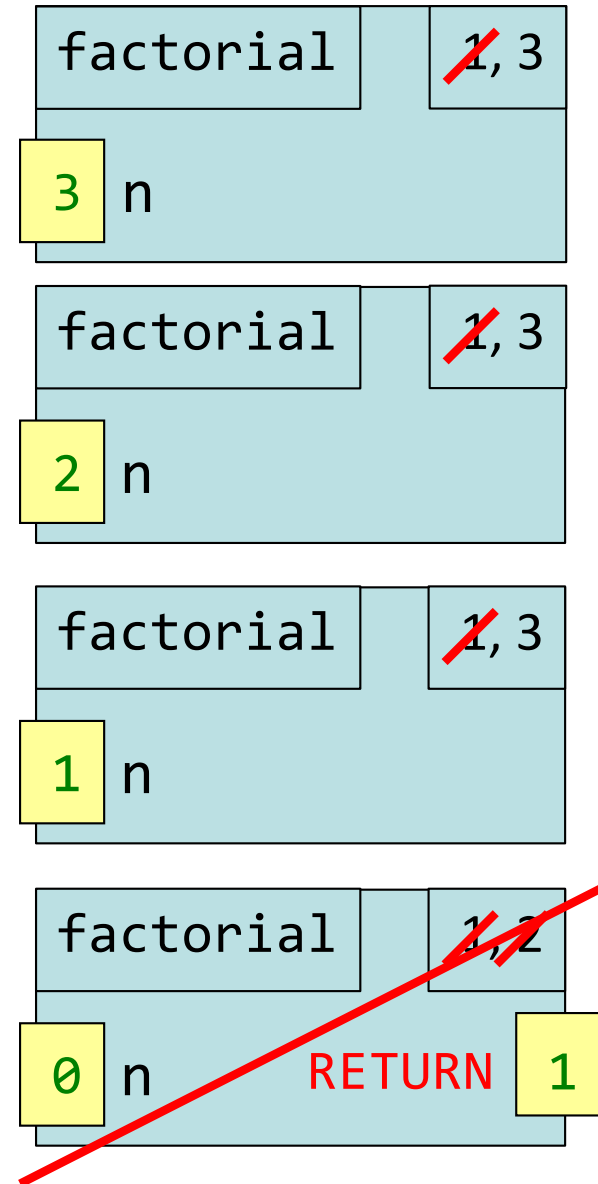 factorial 1, 3
3 n
factorial 1, 3
2 n
factorial 1, 3
1 n
factorial 1, 2
0 n RETURN 1